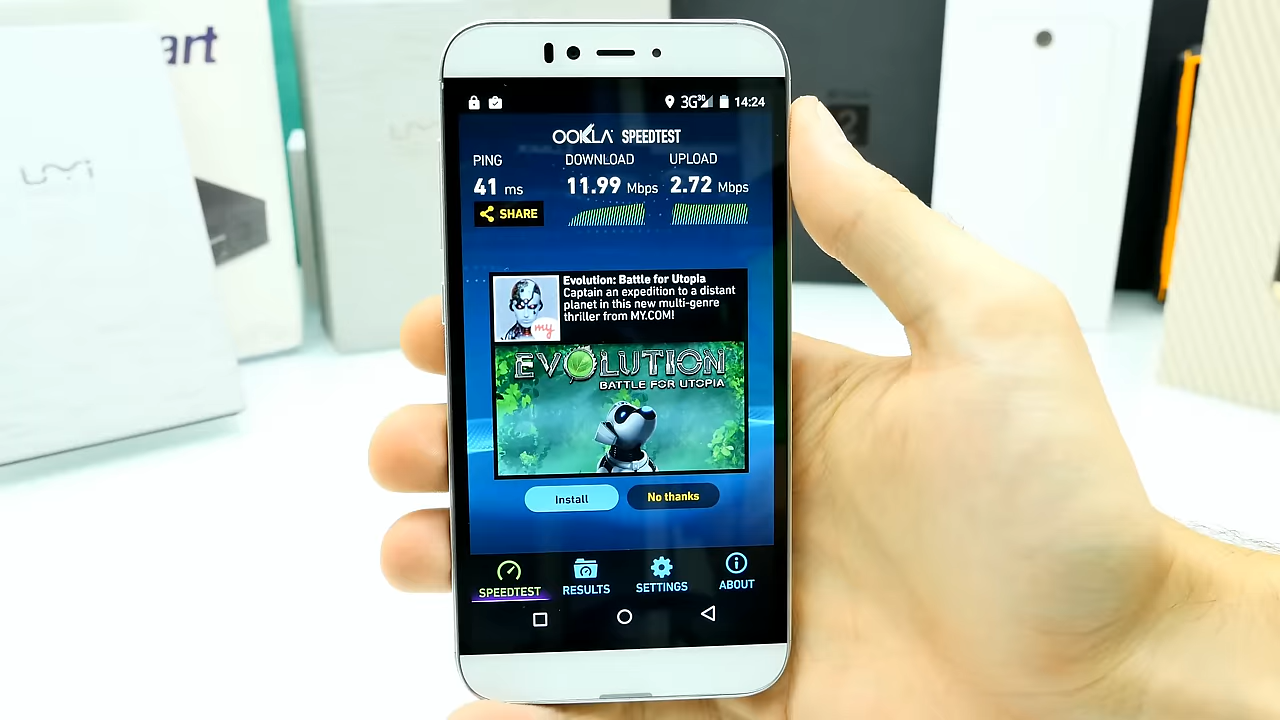 art
UMi
3G
14:24
OOKLA SPEEDTEST
PING
DOWNLOAD
UPLOAD
41 ms
11.99 Mbps
2.72 Mbps
SHARE
Evolution: Battle for Utopia
Captain an expedition to a distant
planet in this new multi-genre
thriller from MY.COM!
my
EVOLUTION
BATTLE FOR UTOPIA
Install
No thanks
SPEEDTEST
RESULTS
SETTINGS
ABOUT